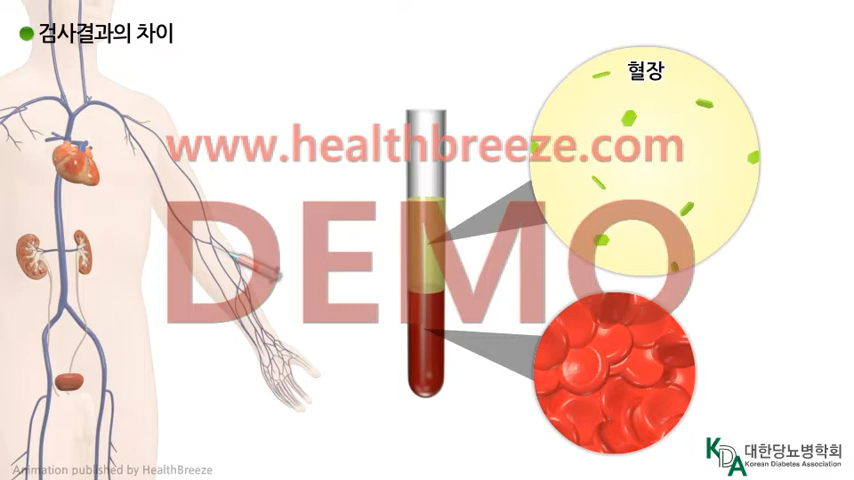 검사결과의 차이
혈장
www.healthbreeze.com
DEMO
KDA 대한당뇨병학회
Korean Diabetes Association
Animation published by HealthBreeze